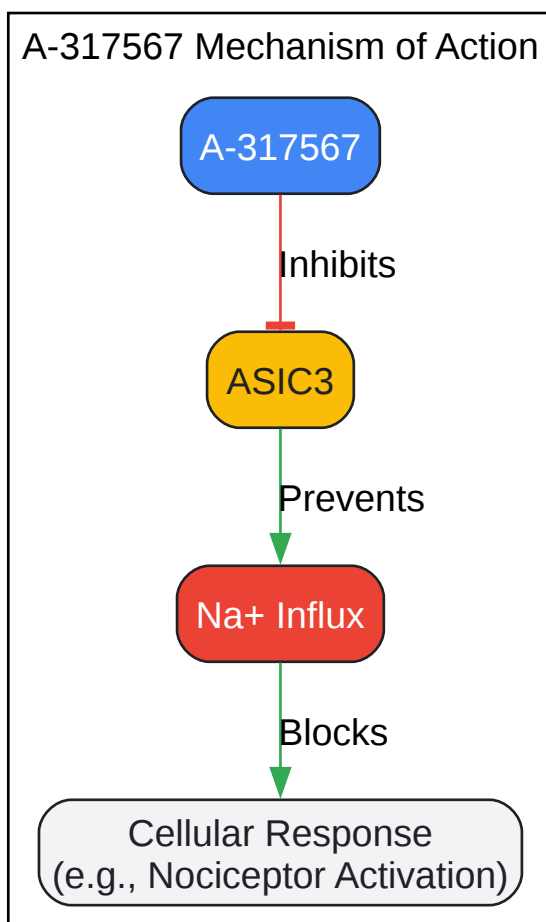 A-317567 Mechanism of Action
A-317567
Inhibits
ASIC3
Prevents
Na+ Influx
Blocks
Cellular Response
(e.g., Nociceptor Activation)